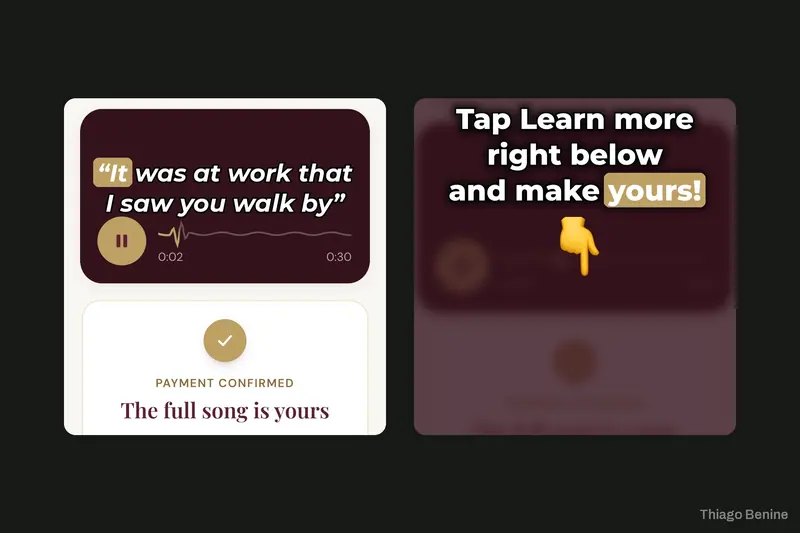 “It was at work that
I saw you walk by”
0:02
0:30
PAYMENT CONFIRMED
The full song is yours
Tap Learn more
right below
and make yours!
Thiago Benine